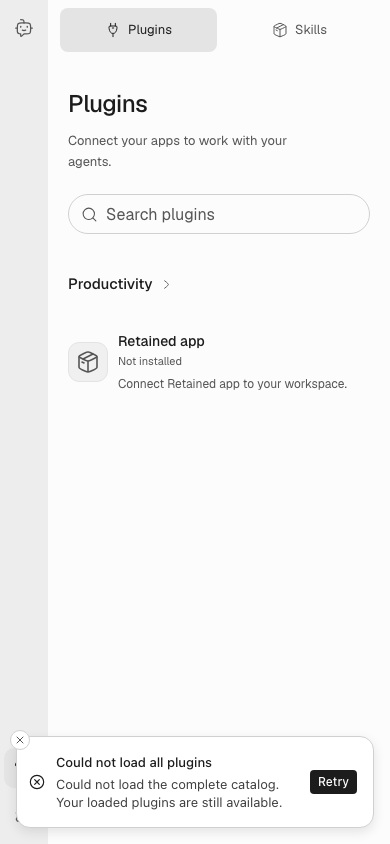 Plugins
Skills
Plugins
Connect your apps to work with your
agents.
Search plugins
Productivity
Retained app
Not installed
Connect Retained app to your workspace.
Could not load all plugins
Could not load the complete catalog.
Your loaded plugins are still available.
Retry